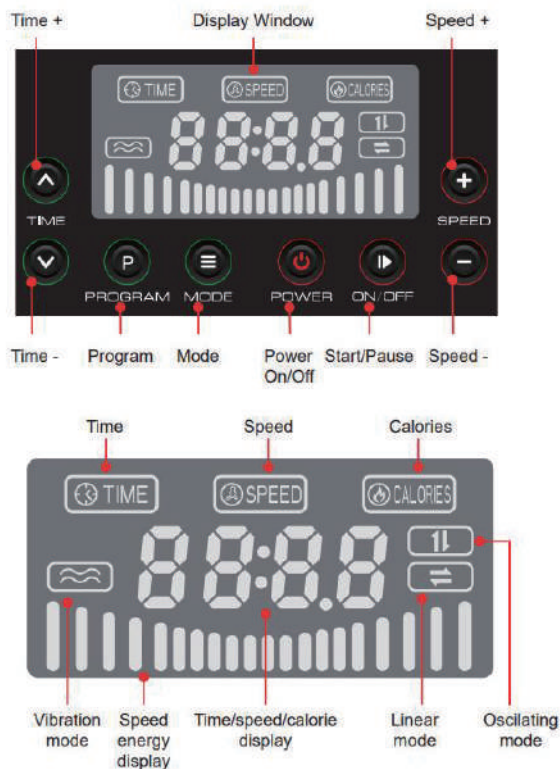 Time + Display Window Speed +
TIME SPEED CALORIES
88:8.8
TIME SPEED
P
PROGRAM MODE POWER ON/OFF
Time - Program Mode Power On/Off Start/Pause Speed -
Time Speed Calories
TIME SPEED CALORIES
88:8.8
Vibration mode Speed energy display Time/speed/calorie display Linear mode Oscilating mode